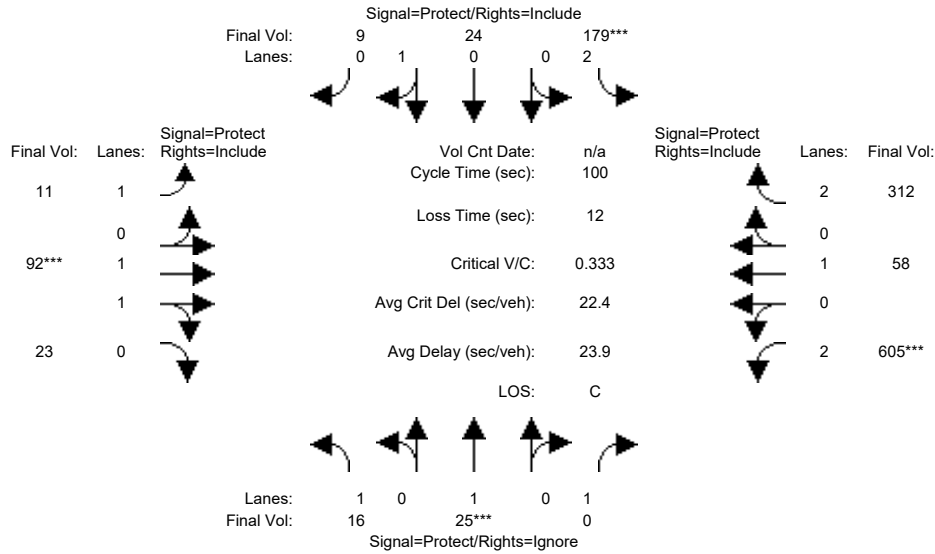 Signal=Protect/Rights=Include
Final Vol: 9 24 179***
Lanes: 0 1 0 0 2
Signal=Protect Signal=Protect
Final Vol: Lanes: Rights=Include Vol Cnt Date: n/a Rights=Include Lanes: Final Vol:
Cycle Time (sec): 100
11 1 2 312
Loss Time (sec): 12
0 0
92*** 1 Critical V/C: 0.333 1 58
1 Avg Crit Del (sec/veh): 22.4 0
23 0 Avg Delay (sec/veh): 23.9 2 605***
LOS: C
Lanes: 1 0 1 0 1
Final Vol: 16 25*** 0
Signal=Protect/Rights=Ignore